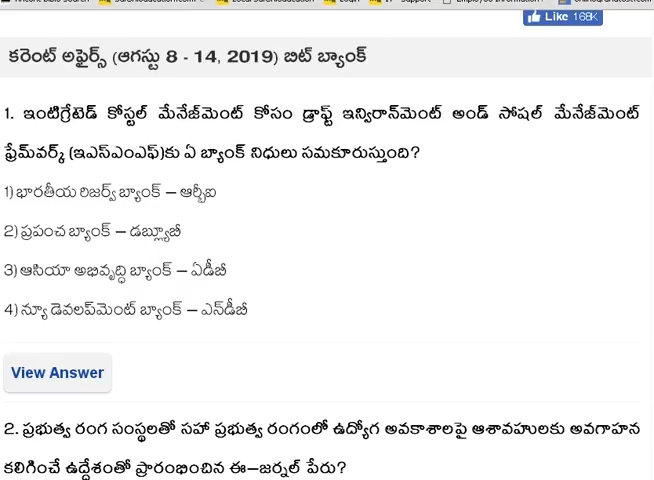 Like 168K
కరెంట్ అఫైర్స్ (ఆగస్టు 8 - 14, 2019) బిట్ బ్యాంక్
1. ఇంటిగ్రేటెడ్ కోస్టల్ మేనేజ్‌మెంట్ కోసం డ్రాఫ్ట్ ఇన్విరాన్‌మెంట్ అండ్ సోషల్ మేనేజ్‌మెంట్
ఫ్రేమ్‌వర్క్ (ఇఎస్‌ఎంఎఫ్)కు ఏ బ్యాంక్ నిధులు సమకూరుస్తుంది?
1) భారతీయ రిజర్వ్ బ్యాంక్ – ఆర్బీఐ
2) ప్రపంచ బ్యాంక్ – డబ్ల్యూబీ
3) ఆసియా అభివృద్ధి బ్యాంక్ – ఏడీబీ
4) న్యూ డెవలప్‌మెంట్ బ్యాంక్ – ఎన్‌డీబీ
View Answer
2. ప్రభుత్వ రంగ సంస్థలతో సహా ప్రభుత్వ రంగంలో ఉద్యోగ అవకాశాలపై ఆశావహులకు అవగాహన
కలిగించే ఉద్దేశంతో ప్రారంభించిన ఈ–జర్నల్ పేరు?